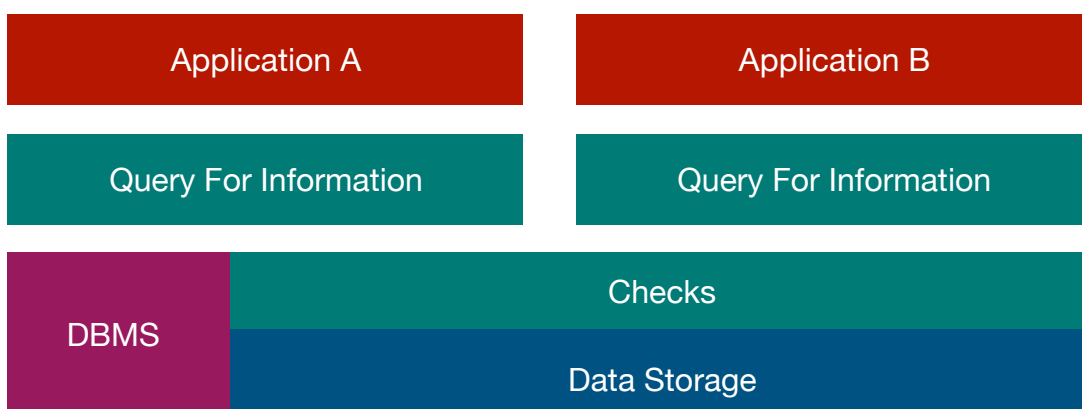 Application A
Application B
Query For Information
Query For Information
DBMS
Checks
Data Storage